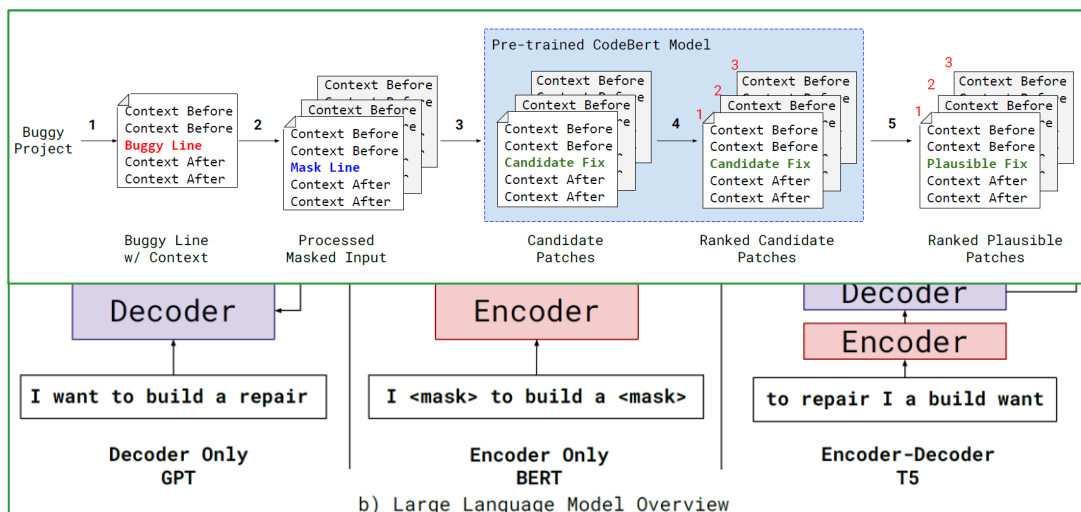 Pre-trained CodeBert Model
Buggy
Project
1
Context Before
Context Before
Buggy Line
Context After
Context After
Buggy Line
w/ Context
2
Context Before
Context Before
Context Before
Context Before
Mask Line
Context After
Context After
Processed
Masked Input
3
Context Before
Context Before
Context Before
Context Before
Candidate Fix
Context After
Context After
Candidate
Patches
4
3
Context Before
2
Context Before
1
Context Before
Context Before
Candidate Fix
Context After
Context After
Ranked Candidate
Patches
5
3
Context Before
2
Context Before
1
Context Before
Context Before
Plausible Fix
Context After
Context After
Ranked Plausible
Patches
Decoder
I want to build a repair
Decoder Only
GPT
Encoder
I <mask> to build a <mask>
Encoder Only
BERT
Decoder
Encoder
to repair I a build want
Encoder-Decoder
T5
b) Large Language Model Overview